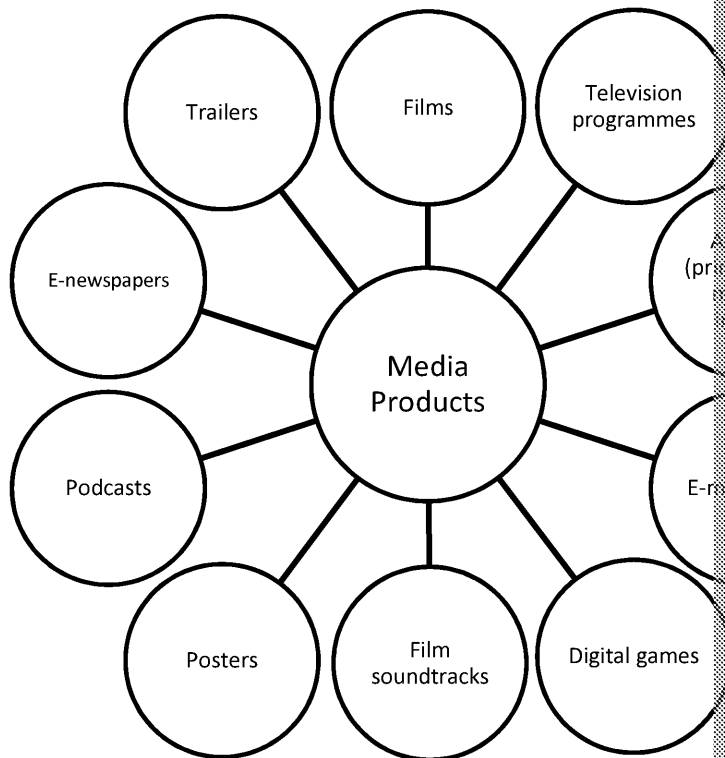 Trailers
Films
Television
programmes
E-newspapers
Media
Products
Podcasts
Posters
Film
soundtracks
Digital games